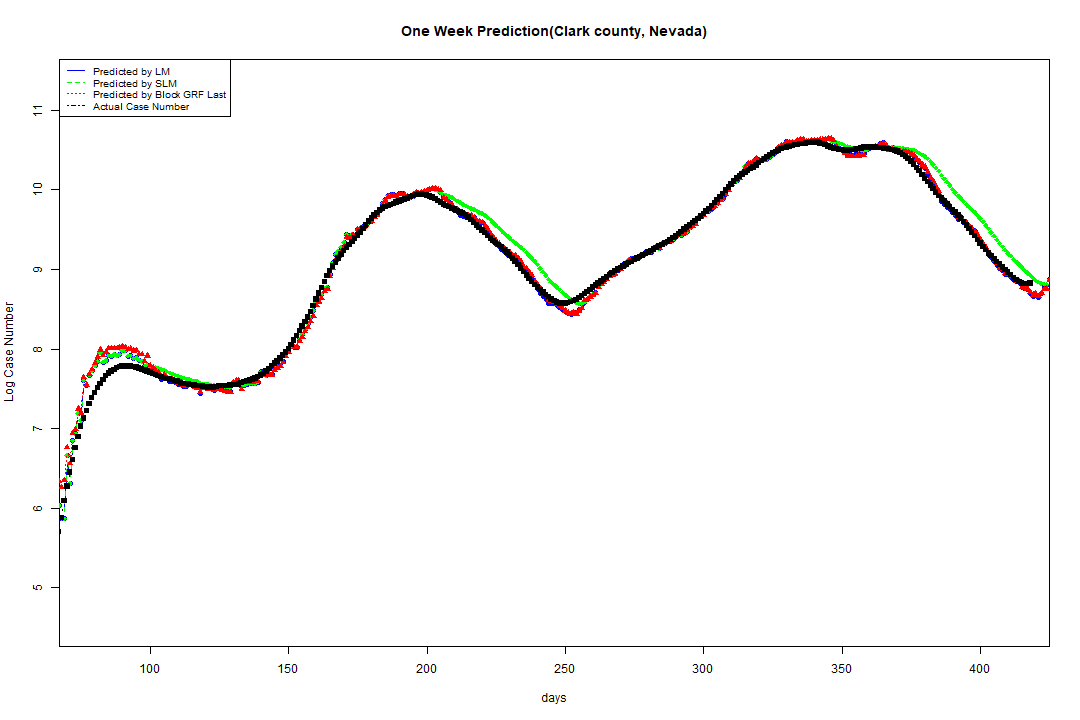 One Week Prediction(Clark county, Nevada)
Predicted by LM
Predicted by SLM
Predicted by Block GRF Last
Actual Case Number
11
10
9
8
7
6
5
Log Case Number
100 150 200 250 300 350 400
days